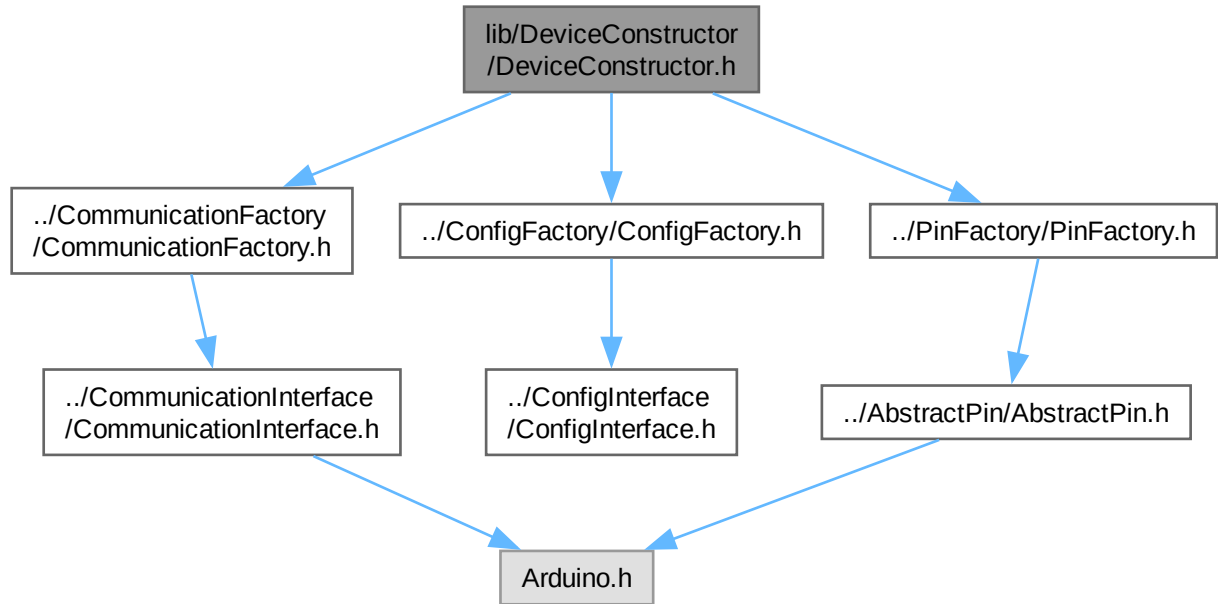 lib/DeviceConstructor
/DeviceConstructor.h
../CommunicationFactory
/CommunicationFactory.h
../ConfigFactory/ConfigFactory.h
../PinFactory/PinFactory.h
../CommunicationInterface
/CommunicationInterface.h
../ConfigInterface
/ConfigInterface.h
../AbstractPin/AbstractPin.h
Arduino.h